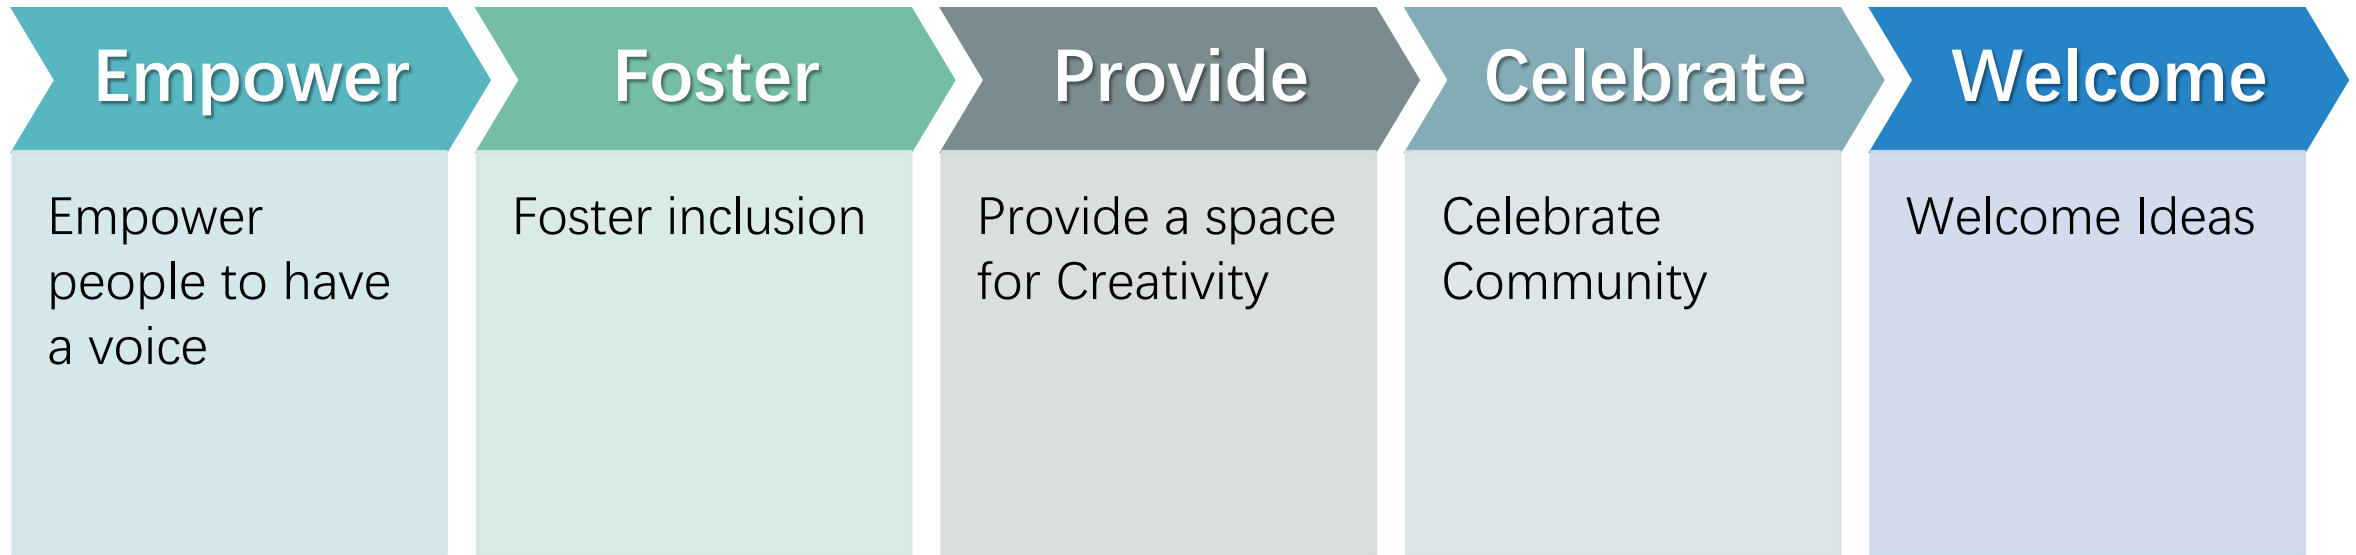 Empower
Empower
people to have
a voice
Foster
Foster inclusion
Provide
Provide a space
for Creativity
Celebrate
Celebrate
Community
Welcome
Welcome Ideas